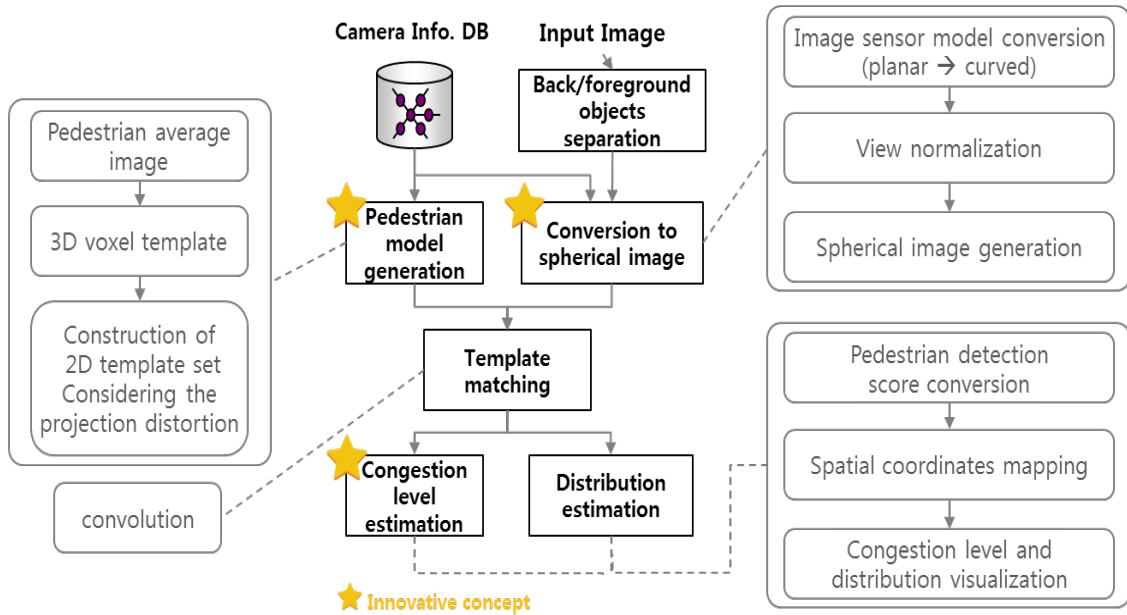 Camera Info. DB
Input Image
Back/foreground
objects
separation
Pedestrian
model
generation
Conversion to
spherical image
Template
matching
Congestion
level
estimation
Distribution
estimation
Innovative concept
Pedestrian average
image
3D voxel template
Construction of
2D template set
Considering the
projection distortion
convolution
Image sensor model conversion
(planar → curved)
View normalization
Spherical image generation
Pedestrian detection
score conversion
Spatial coordinates mapping
Congestion level and
distribution visualization